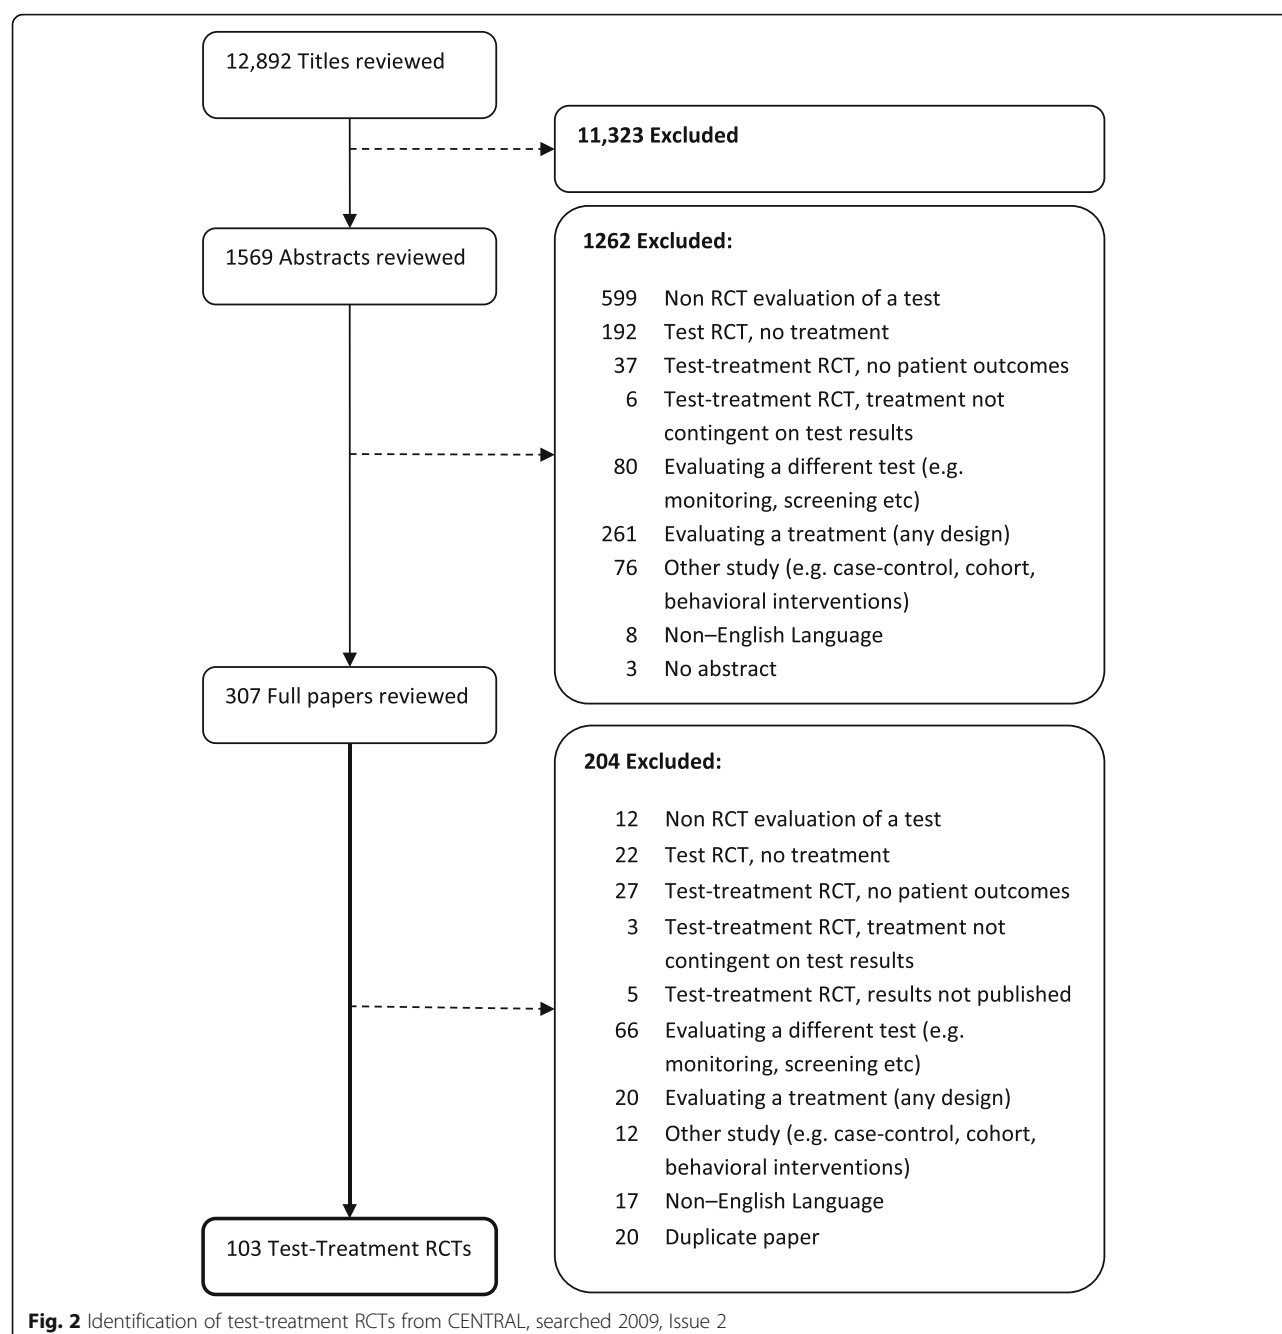 12,892 Titles reviewed
11,323 Excluded
1569 Abstracts reviewed
1262 Excluded:
599 Non RCT evaluation of a test
192 Test RCT, no treatment
37 Test-treatment RCT, no patient outcomes
6 Test-treatment RCT, treatment not
contingent on test results
80 Evaluating a different test (e.g.
monitoring, screening etc)
261 Evaluating a treatment (any design)
76 Other study (e.g. case-control, cohort,
behavioral interventions)
8 Non–English Language
3 No abstract
307 Full papers reviewed
204 Excluded:
12 Non RCT evaluation of a test
22 Test RCT, no treatment
27 Test-treatment RCT, no patient outcomes
3 Test-treatment RCT, treatment not
contingent on test results
5 Test-treatment RCT, results not published
66 Evaluating a different test (e.g.
monitoring, screening etc)
20 Evaluating a treatment (any design)
12 Other study (e.g. case-control, cohort,
behavioral interventions)
17 Non–English Language
20 Duplicate paper
103 Test-Treatment RCTs
Fig. 2 Identification of test-treatment RCTs from CENTRAL, searched 2009, Issue 2